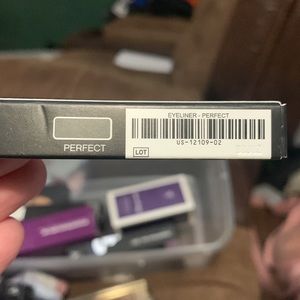 EYELINER - PERFECT
US-12109-02
LOT
PERFECT